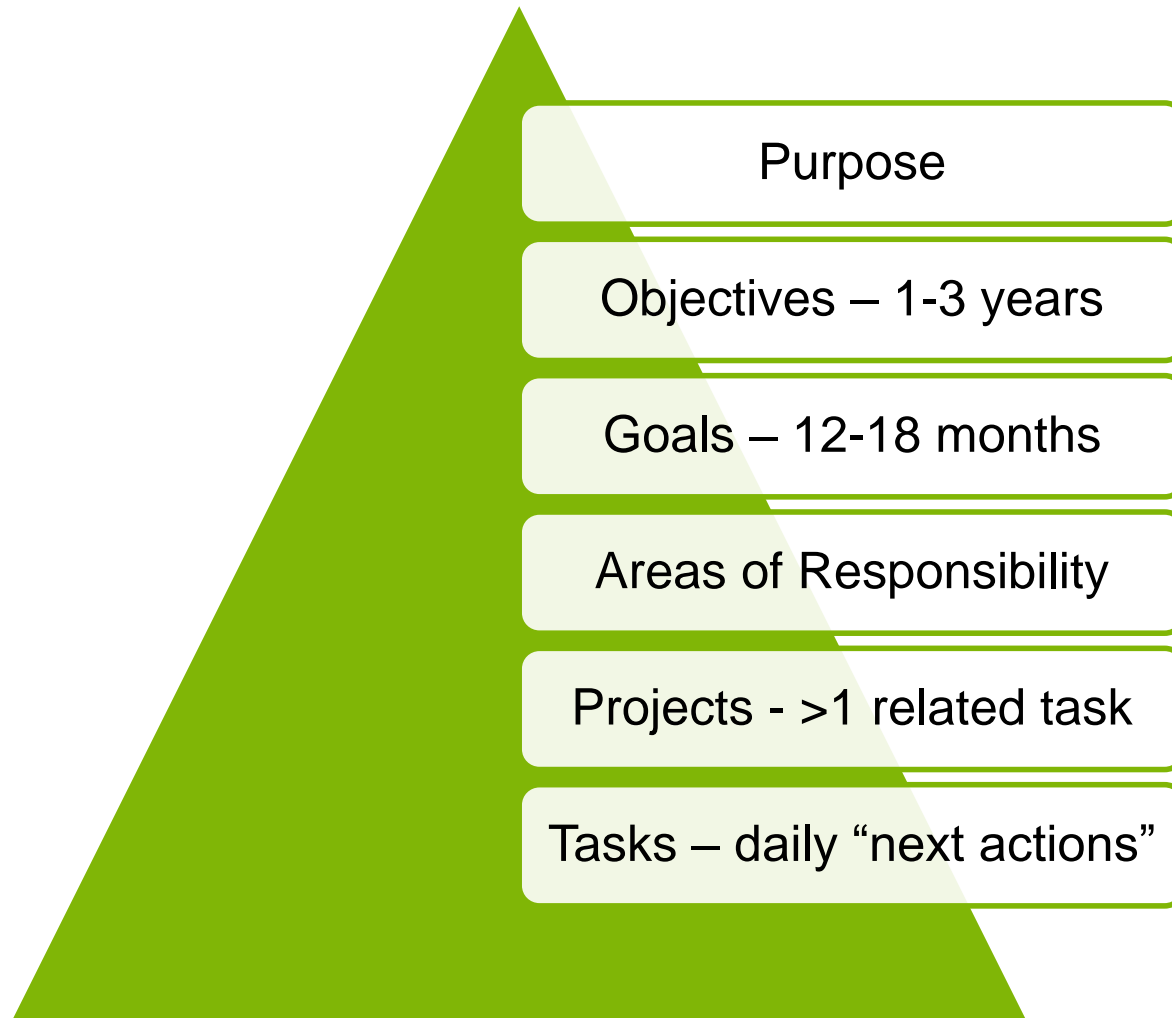 Purpose
Objectives – 1-3 years
Goals – 12-18 months
Areas of Responsibility
Projects - >1 related task
Tasks – daily “next actions”